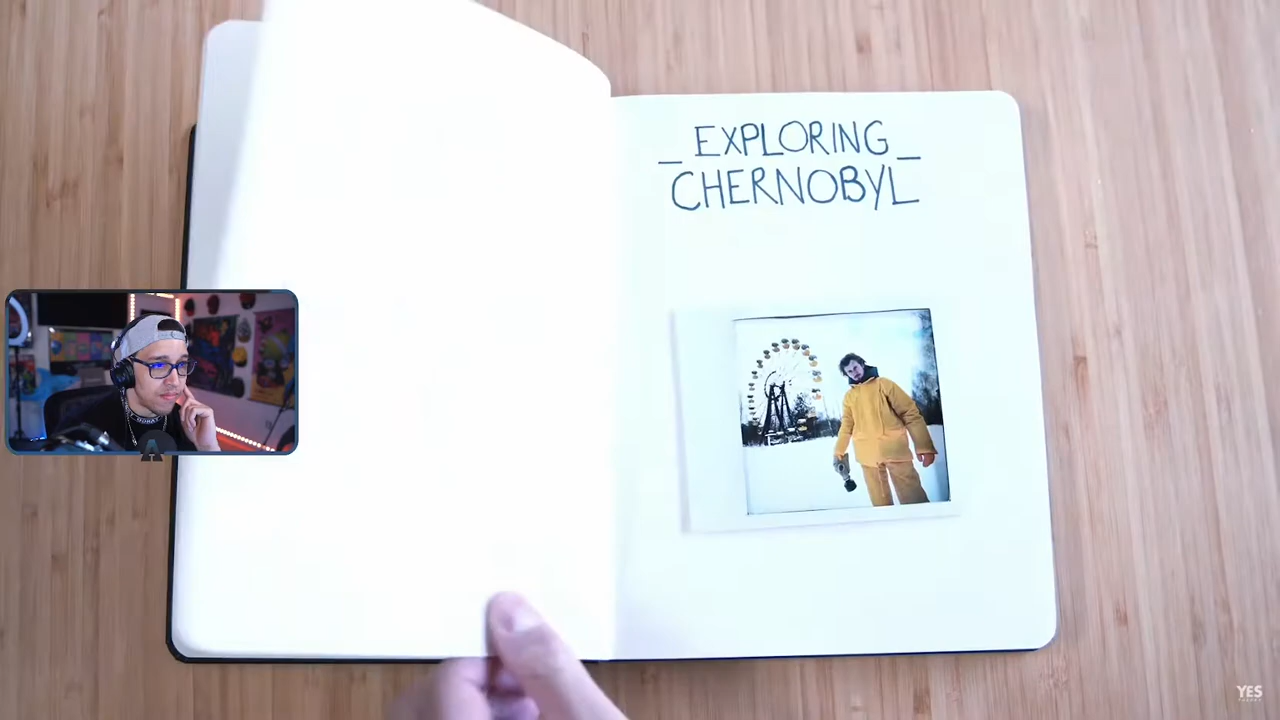 _ EXPLORING _
CHERNOBYL
YES